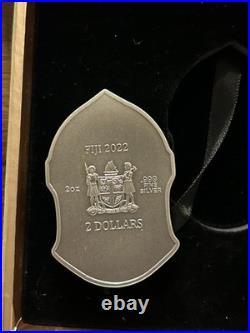 FIJI 2022
2oz
.999
FINE
SILVER
2 DOLLARS